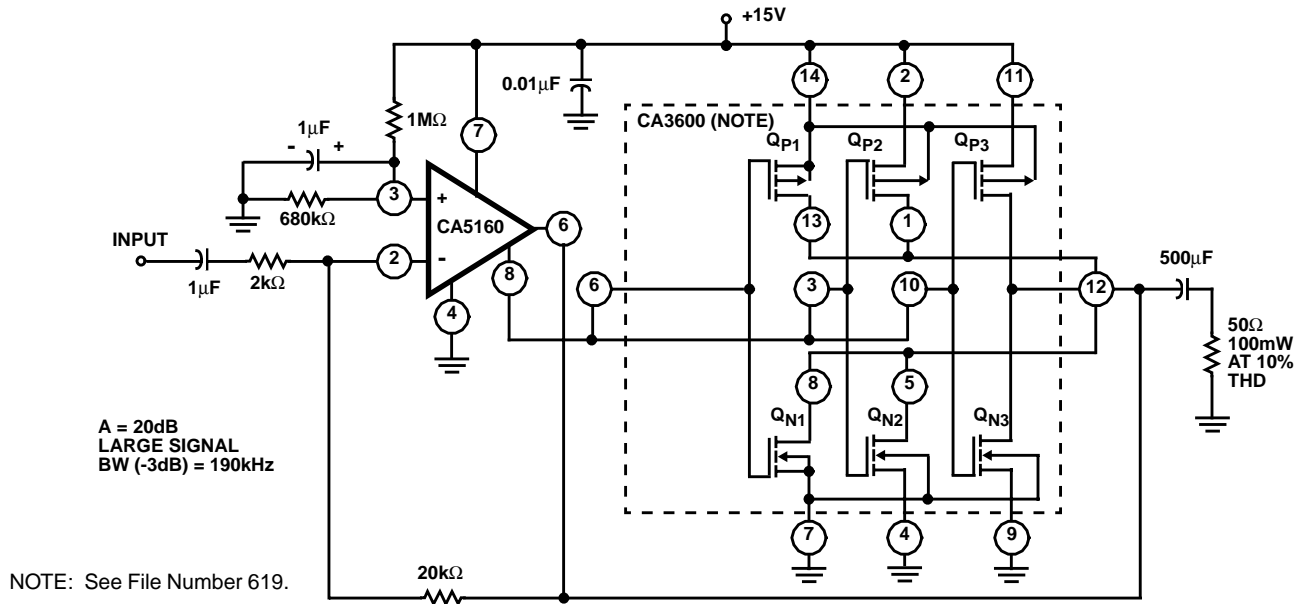 +15V
0.01µF
14
2
11
1MΩ
7
CA3600 (NOTE)
1µF
- +
QP1
QP2
QP3
3
+
680kΩ
CA5160
6
13
1
INPUT
2
-
8
500µF
1µF
2kΩ
6
3
10
12
4
50Ω
100mW
AT 10%
THD
8
5
QN1
QN2
QN3
A = 20dB
LARGE SIGNAL
BW (-3dB) = 190kHz
7
4
9
20kΩ
NOTE: See File Number 619.